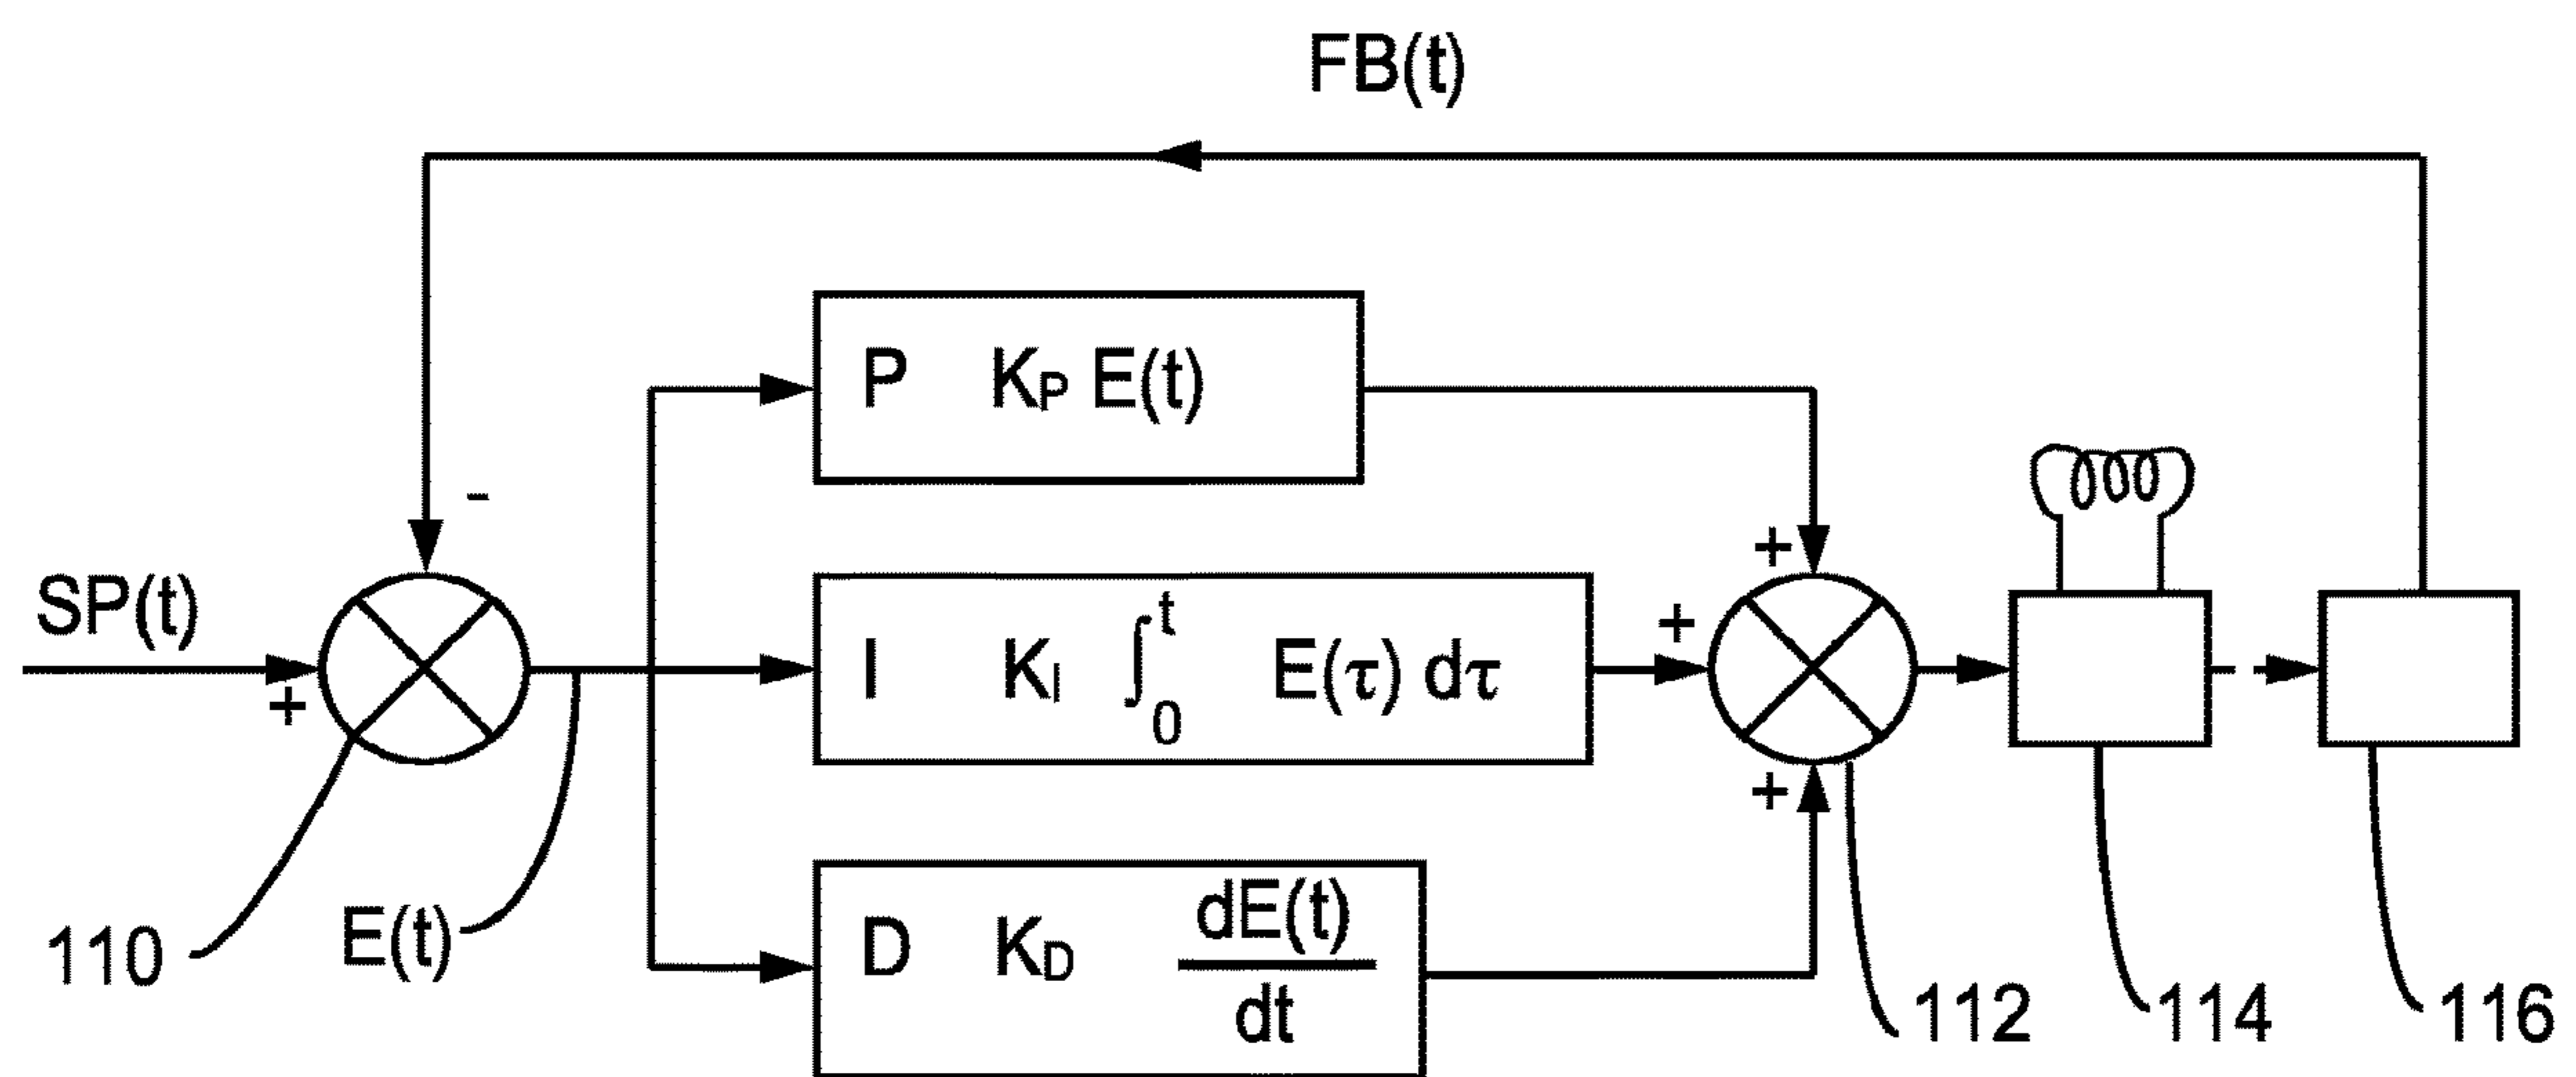 FB(t)
P K_P E(t)
-
+
SP(t)
+
+
I K_I ∫_0^t E(τ) dτ
+
D K_D dE(t)/dt
110
E(t)
112
114
116